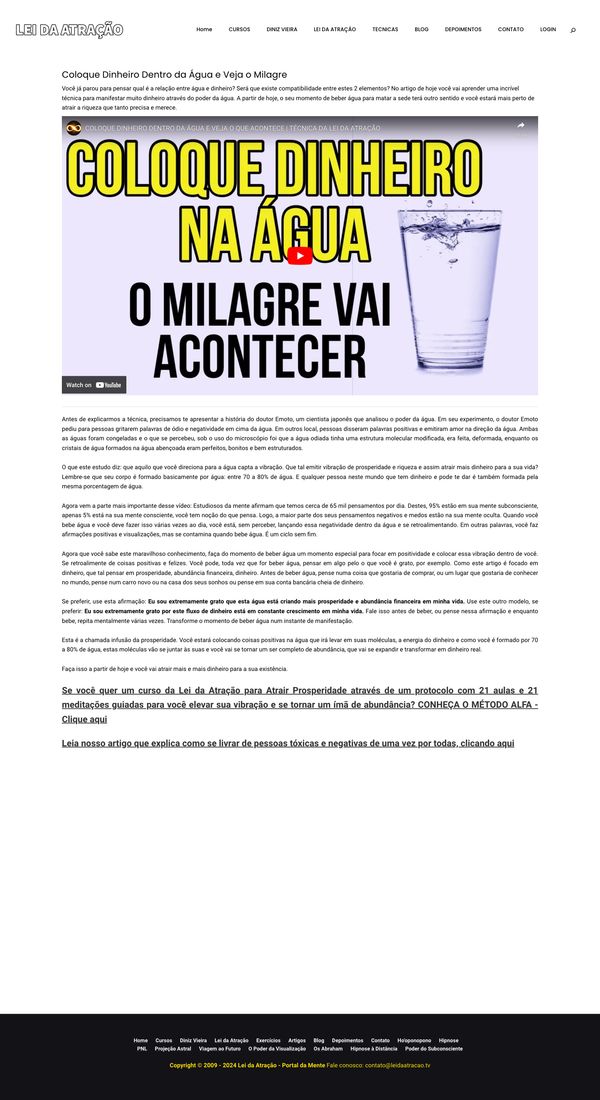 LEI DA ATRAÇÃO
Home CURSOS DINIZ VIEIRA LEI DA ATRAÇÃO TECNICAS BLOG DEPOIMENTOS CONTATO LOGIN
Coloque Dinheiro Dentro da Água e Veja o Milagre
Você já parou para pensar qual é a relação entre água e dinheiro? Será que existe compatibilidade entre estes 2 elementos? No artigo de hoje você vai aprender uma incrível
técnica para manifestar muito dinheiro através do poder da água. A partir de hoje, o seu momento de beber água para matar a sede terá outro sentido e você estará mais perto de
atrair a riqueza que tanto precisa e merece.
COLOQUE DINHEIRO DENTRO DA ÁGUA E VEJA O QUE ACONTECE | TÉCNICA DA LEI DA ATRAÇÃO
COLOQUE DINHEIRO
NA ÁGUA
O MILAGRE VAI
ACONTECER
Watch on YouTube
Antes de explicarmos a técnica, precisamos te apresentar a história do doutor Emoto, um cientista japonês que analisou o poder da água. Em seu experimento, o doutor Emoto
pediu para pessoas gritarem palavras de ódio e negatividade em cima da água. Em outros local, pessoas disseram palavras positivas e emitiram amor na direção da água. Ambas
as águas foram congeladas e o que se percebeu, sob o uso do microscópio foi que a água odiada tinha uma estrutura molecular modificada, era feita, deformada, enquanto os
cristais de água formados na água abençoada eram perfeitos, bonitos e bem estruturados.
O que este estudo diz: que aquilo que você direciona para a água capta a vibração. Que tal emitir vibração de prosperidade e riqueza e assim atrair mais dinheiro para a sua vida?
Lembre-se que seu corpo é formado basicamente por água: entre 70 a 80% de água. E qualquer pessoa neste mundo que tem dinheiro e pode te dar é também formada pela
mesma porcentagem de água.
Agora vem a parte mais importante desse vídeo: Estudiosos da mente afirmam que temos cerca de 65 mil pensamentos por dia. Destes, 95% estão em sua mente subconsciente,
apenas 5% está na sua mente consciente, você tem noção do que pensa. Logo, a maior parte dos seus pensamentos negativos e medos estão na sua mente oculta. Quando você
bebe água e você deve fazer isso várias vezes ao dia, você está, sem perceber, lançando essa negatividade dentro da água e se retroalimentando. Em outras palavras, você faz
afirmações positivas e visualizações, mas se contamina quando bebe água. É um ciclo sem fim.
Agora que você sabe este maravilhoso conhecimento, faça do momento de beber água um momento especial para focar em positividade e colocar essa vibração dentro de você.
Se retroalimente de coisas positivas e felizes. Você pode, toda vez que for beber água, pensar em algo pelo o que você é grato, por exemplo. Como este artigo é focado em
dinheiro, que tal pensar em prosperidade, abundância financeira, dinheiro. Antes de beber água, pense numa coisa que gostaria de comprar, ou um lugar que gostaria de conhecer
no mundo, pense num carro novo ou na casa dos seus sonhos ou pense em sua conta bancária cheia de dinheiro.
Se preferir, use esta afirmação: Eu sou extremamente grato que esta água está criando mais prosperidade e abundância financeira em minha vida. Use este outro modelo, se
preferir: Eu sou extremamente grato por este fluxo de dinheiro está em constante crescimento em minha vida. Fale isso antes de beber, ou pense nessa afirmação e enquanto
bebe, repita mentalmente várias vezes. Transforme o momento de beber água num instante de manifestação.
Esta é a chamada infusão da prosperidade. Você estará colocando coisas positivas na água que irá levar em suas moléculas, a energia do dinheiro e como você é formado por 70
a 80% de água, estas moléculas vão se juntar às suas e você vai se tornar um ser completo de abundância, que vai se expandir e transformar em dinheiro real.
Faça isso a partir de hoje e você vai atrair mais e mais dinheiro para a sua existência.
Se você quer um curso da Lei da Atração para Atrair Prosperidade através de um protocolo com 21 aulas e 21
meditações guiadas para você elevar sua vibração e se tornar um ímã de abundância? CONHEÇA O MÉTODO ALFA -
Clique aqui
Leia nosso artigo que explica como se livrar de pessoas tóxicas e negativas de uma vez por todas, clicando aqui
Home Cursos Diniz Vieira Lei da Atração Exercícios Artigos Blog Depoimentos Contato Ho'oponopono Hipnose
PNL Projeção Astral Viagem ao Futuro O Poder da Visualização Os Abraham Hipnose à Distância Poder do Subconsciente
Copyright © 2009 - 2024 Lei da Atração - Portal da Mente Fale conosco: contato@leidaatracao.tv